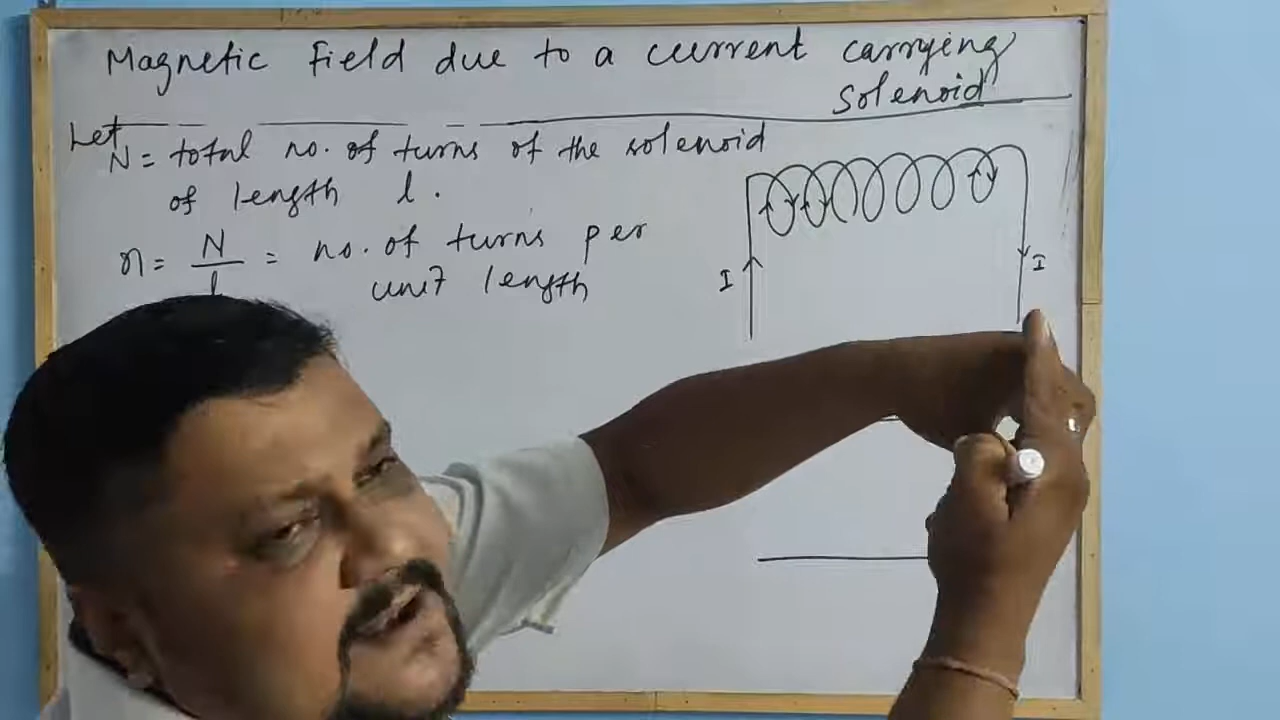 Magnetic field due to a current carrying
solenoid
Let
N = total no. of turns of the solenoid
of length l.
n = N/l = no. of turns per
unit length
I
I